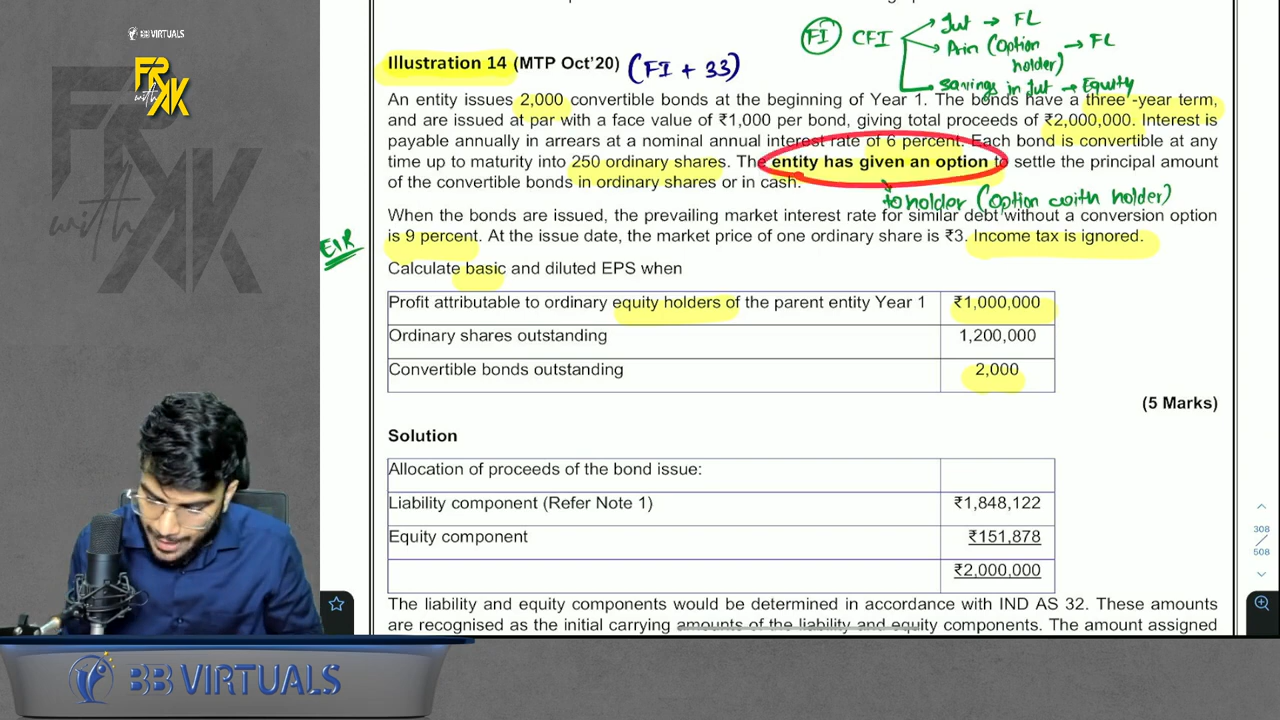 BB VIRTUALS
FR
with
AK
FR
with
AK
Illustration 14 (MTP Oct'20) (FI + 33)
FI CFI → Int → FL
→ Prin (option holder) → FL
→ Savings in Int → Equity
An entity issues 2,000 convertible bonds at the beginning of Year 1. The bonds have a three -year term,
and are issued at par with a face value of ₹1,000 per bond, giving total proceeds of ₹2,000,000. Interest is
payable annually in arrears at a nominal annual interest rate of 6 percent. Each bond is convertible at any
time up to maturity into 250 ordinary shares. The entity has given an option to settle the principal amount
of the convertible bonds in ordinary shares or in cash.
to holder (option with holder)
When the bonds are issued, the prevailing market interest rate for similar debt without a conversion option
EIR
is 9 percent. At the issue date, the market price of one ordinary share is ₹3. Income tax is ignored.
Calculate basic and diluted EPS when
Profit attributable to ordinary equity holders of the parent entity Year 1 ₹1,000,000
Ordinary shares outstanding 1,200,000
Convertible bonds outstanding 2,000
(5 Marks)
Solution
Allocation of proceeds of the bond issue:
Liability component (Refer Note 1) ₹1,848,122
Equity component ₹151,878
₹2,000,000
The liability and equity components would be determined in accordance with IND AS 32. These amounts
are recognised as the initial carrying amounts of the liability and equity components. The amount assigned
308
508
BB VIRTUALS